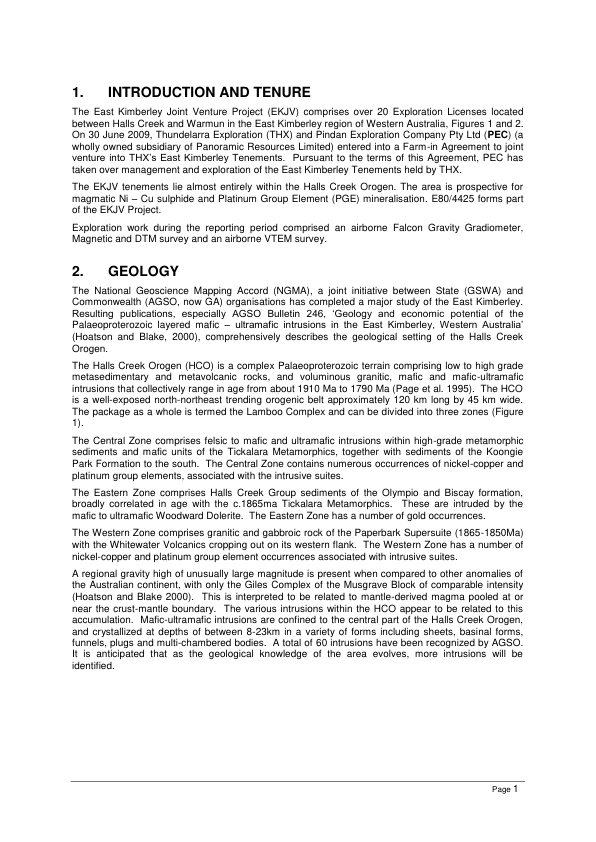 1. INTRODUCTION AND TENURE
The East Kimberley Joint Venture Project (EKJV) comprises over 20 Exploration Licenses located
between Halls Creek and Warmun in the East Kimberley region of Western Australia, Figures 1 and 2.
On 30 June 2009, Thundelarra Exploration (THX) and Pindan Exploration Company Pty Ltd (PEC) (a
wholly owned subsidiary of Panoramic Resources Limited) entered into a Farm-in Agreement to joint
venture into THX's East Kimberley Tenements. Pursuant to the terms of this Agreement, PEC has
taken over management and exploration of the East Kimberley Tenements held by THX.
The EKJV tenements lie almost entirely within the Halls Creek Orogen. The area is prospective for
magmatic Ni – Cu sulphide and Platinum Group Element (PGE) mineralisation. E80/4425 forms part
of the EKJV Project.
Exploration work during the reporting period comprised an airborne Falcon Gravity Gradiometer,
Magnetic and DTM survey and an airborne VTEM survey.
2. GEOLOGY
The National Geoscience Mapping Accord (NGMA), a joint initiative between State (GSWA) and
Commonwealth (AGSO, now GA) organisations has completed a major study of the East Kimberley.
Resulting publications, especially AGSO Bulletin 246, 'Geology and economic potential of the
Palaeoproterozoic layered mafic – ultramafic intrusions in the East Kimberley, Western Australia'
(Hoatson and Blake, 2000), comprehensively describes the geological setting of the Halls Creek
Orogen.
The Halls Creek Orogen (HCO) is a complex Palaeoproterozoic terrain comprising low to high grade
metasedimentary and metavolcanic rocks, and voluminous granitic, mafic and mafic-ultramafic
intrusions that collectively range in age from about 1910 Ma to 1790 Ma (Page et al. 1995). The HCO
is a well-exposed north-northeast trending orogenic belt approximately 120 km long by 45 km wide.
The package as a whole is termed the Lamboo Complex and can be divided into three zones (Figure
1).
The Central Zone comprises felsic to mafic and ultramafic intrusions within high-grade metamorphic
sediments and mafic units of the Tickalara Metamorphics, together with sediments of the Koongie
Park Formation to the south. The Central Zone contains numerous occurrences of nickel-copper and
platinum group elements, associated with the intrusive suites.
The Eastern Zone comprises Halls Creek Group sediments of the Olympio and Biscay formation,
broadly correlated in age with the c.1865ma Tickalara Metamorphics. These are intruded by the
mafic to ultramafic Woodward Dolerite. The Eastern Zone has a number of gold occurrences.
The Western Zone comprises granitic and gabbroic rock of the Paperbark Supersuite (1865-1850Ma)
with the Whitewater Volcanics cropping out on its western flank. The Western Zone has a number of
nickel-copper and platinum group element occurrences associated with intrusive suites.
A regional gravity high of unusually large magnitude is present when compared to other anomalies of
the Australian continent, with only the Giles Complex of the Musgrave Block of comparable intensity
(Hoatson and Blake 2000). This is interpreted to be related to mantle-derived magma pooled at or
near the crust-mantle boundary. The various intrusions within the HCO appear to be related to this
accumulation. Mafic-ultramafic intrusions are confined to the central part of the Halls Creek Orogen,
and crystallized at depths of between 8-23km in a variety of forms including sheets, basinal forms,
funnels, plugs and multi-chambered bodies. A total of 60 intrusions have been recognized by AGSO.
It is anticipated that as the geological knowledge of the area evolves, more intrusions will be
identified.
Page 1